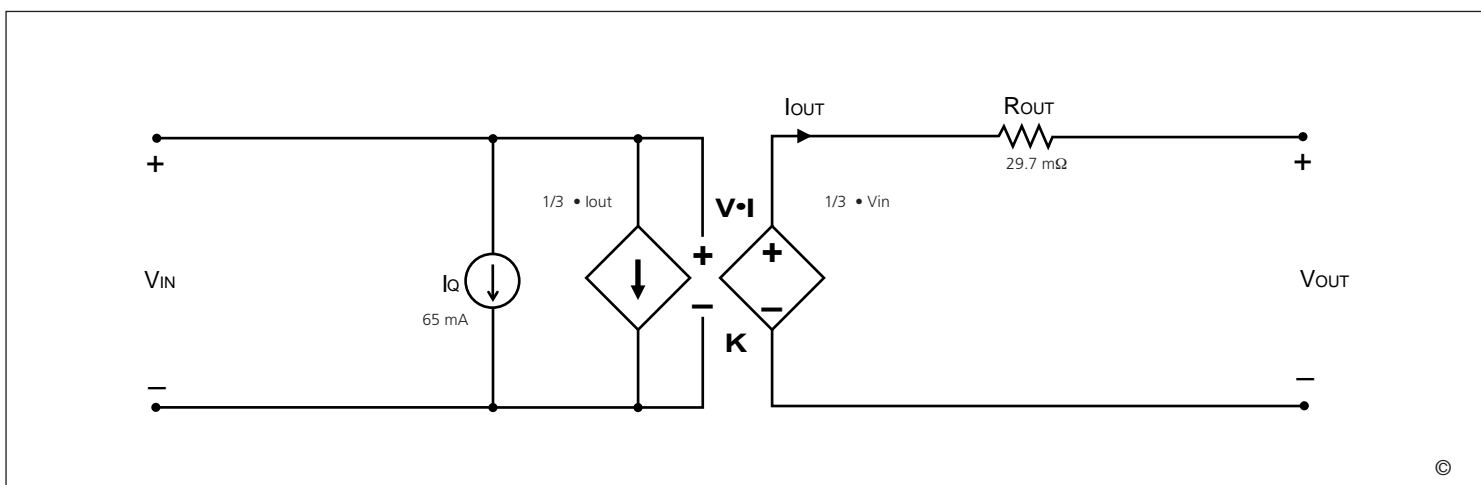 IOUT
ROUT
+
+
29.7 mΩ
1/3 • Iout
V•I
1/3 • Vin
+
+
VIN
IQ
VOUT
65 mA
−
−
K
−
−
©